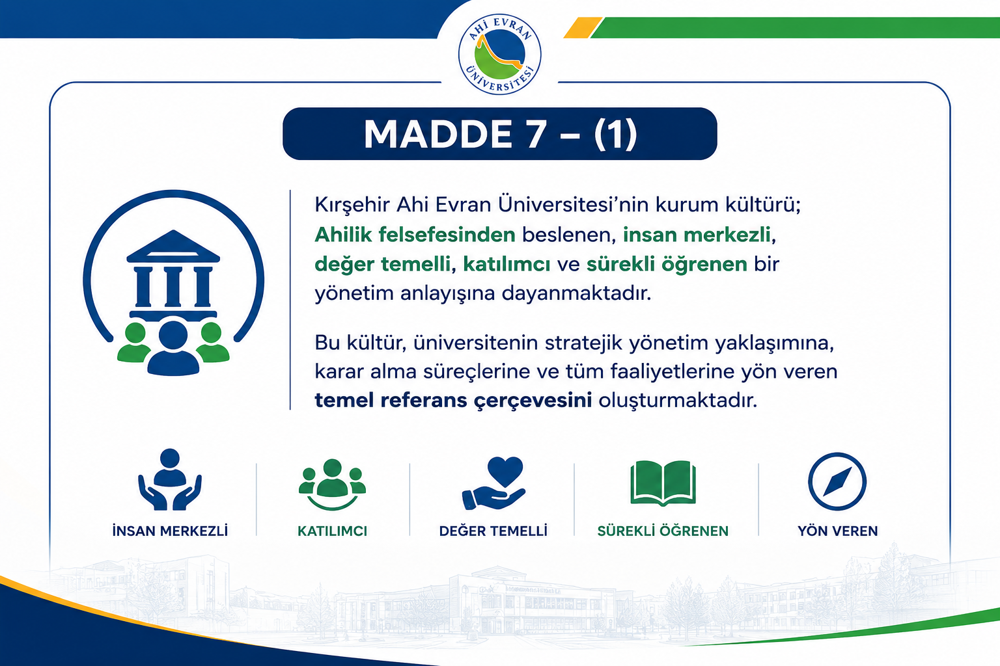 AHİ EVRAN
ÜNİVERSİTESİ
MADDE 7 – (1)
Kırşehir Ahi Evran Üniversitesi’nin kurum kültürü;
Ahilik felsefesinden beslenen, insan merkezli,
değer temelli, katılımcı ve sürekli öğrenen bir
yönetim anlayışına dayanmaktadır.
Bu kültür, üniversitenin stratejik yönetim yaklaşımına,
karar alma süreçlerine ve tüm faaliyetlerine yön veren
temel referans çerçevesini oluşturmaktadır.
İNSAN MERKEZLİ
KATILIMCI
DEĞER TEMELLİ
SÜREKLİ ÖĞRENEN
YÖN VEREN